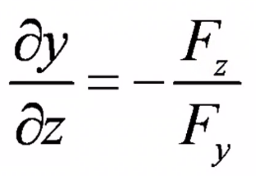 ∂y/∂z = − F_z/F_y